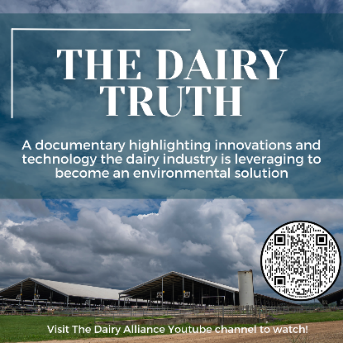 THE DAIRY
TRUTH
A documentary highlighting innovations and
technology the dairy industry is leveraging to
become an environmental solution
Visit The Dairy Alliance Youtube channel to watch!